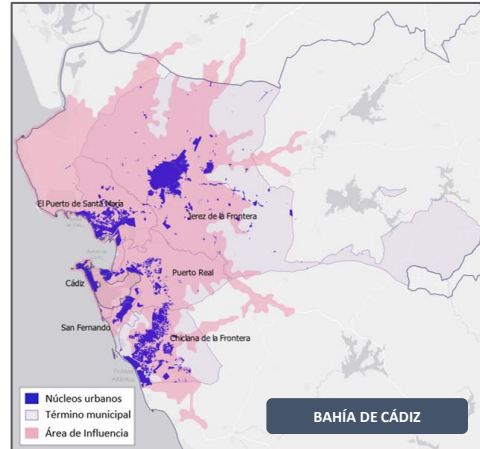 El Puerto de Santa María
Jerez de la Frontera
Puerto Real
Cádiz
San Fernando
Chiclana de la Frontera
Núcleos urbanos
Término municipal
Área de Influencia
BAHÍA DE CÁDIZ